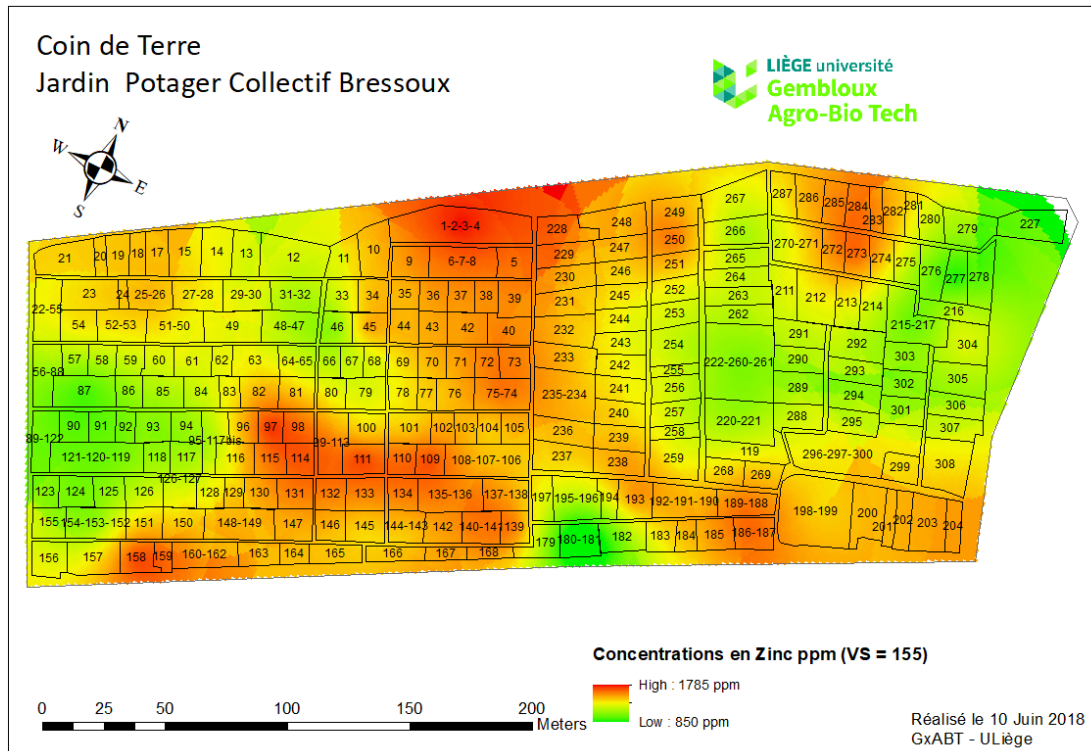 Coin de Terre
Jardin Potager Collectif Bressoux
LIÈGE université
Gembloux
Agro-Bio Tech
N
W
E
S
267 287 286 285 284 283 282 281 280 279 227
1-2-3-4 228 248 249 250 266 270-271 272 273 274 275 276 277 278
21 20 19 18 17 15 14 13 12 11 10 9 6-7-8 5 229 247 251 265
230 246 264
22-55 23 24 25-26 27-28 29-30 31-32 33 34 35 36 37 38 39 231 245 252 263 211 212 213 214 216
54 52-53 51-50 49 48-47 46 45 44 43 42 40 232 244 253 262 215-217
243 254 291 292 304
56-88 57 58 59 60 61 62 63 64-65 66 67 68 69 70 71 72 73 233 242 255 222-260-261 290 293 303 305
87 86 85 84 83 82 81 80 79 78 77 76 75-74 235-234 241 256 289 294 302 306
240 257 220-221 288 295 301 307
89-122 90 91 92 93 94 95-117bis 96 97 98 99-113 100 101 102 103 104 105 236 239 258
121-120-119 118 117 116 115 114 111 110 109 108-107-106 237 238 259 119 296-297-300 299 308
126-127 268 269
123 124 125 126 128 129 130 131 132 133 134 135-136 137-138 197 195-196 194 193 192-191-190 189-188 198-199 200 201 202 203 204
155 154-153-152 151 150 148-149 147 146 145 144-143 142 140-141 139 179 180-181 182 183 184 185 186-187
156 157 158 159 160-162 163 164 165 166 167 168
Concentrations en Zinc ppm (VS = 155)
High : 1785 ppm
Low : 850 ppm
0 25 50 100 150 200
Meters
Réalisé le 10 Juin 2018
GxABT - ULiège